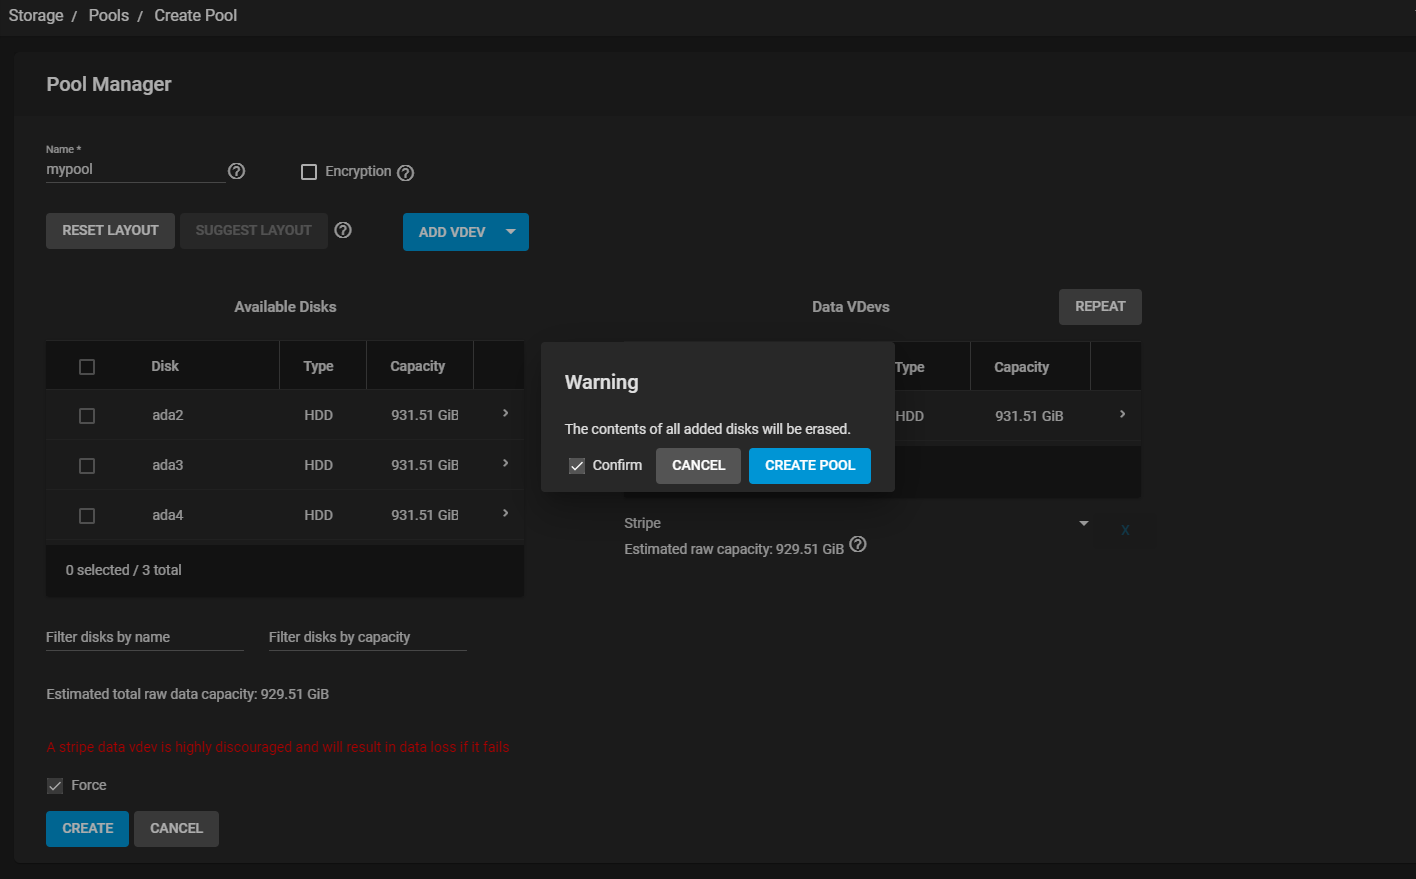 Storage / Pools / Create Pool
Pool Manager
Name *
mypool
Encryption
RESET LAYOUT
SUGGEST LAYOUT
ADD VDEV
Available Disks
Disk Type Capacity
ada2 HDD 931.51 GiB
ada3 HDD 931.51 GiB
ada4 HDD 931.51 GiB
0 selected / 3 total
Filter disks by name
Filter disks by capacity
Data VDevs
REPEAT
Type Capacity
HDD 931.51 GiB
Stripe
X
Estimated raw capacity: 929.51 GiB
Warning
The contents of all added disks will be erased.
Confirm
CANCEL
CREATE POOL
Estimated total raw data capacity: 929.51 GiB
A stripe data vdev is highly discouraged and will result in data loss if it fails
Force
CREATE
CANCEL